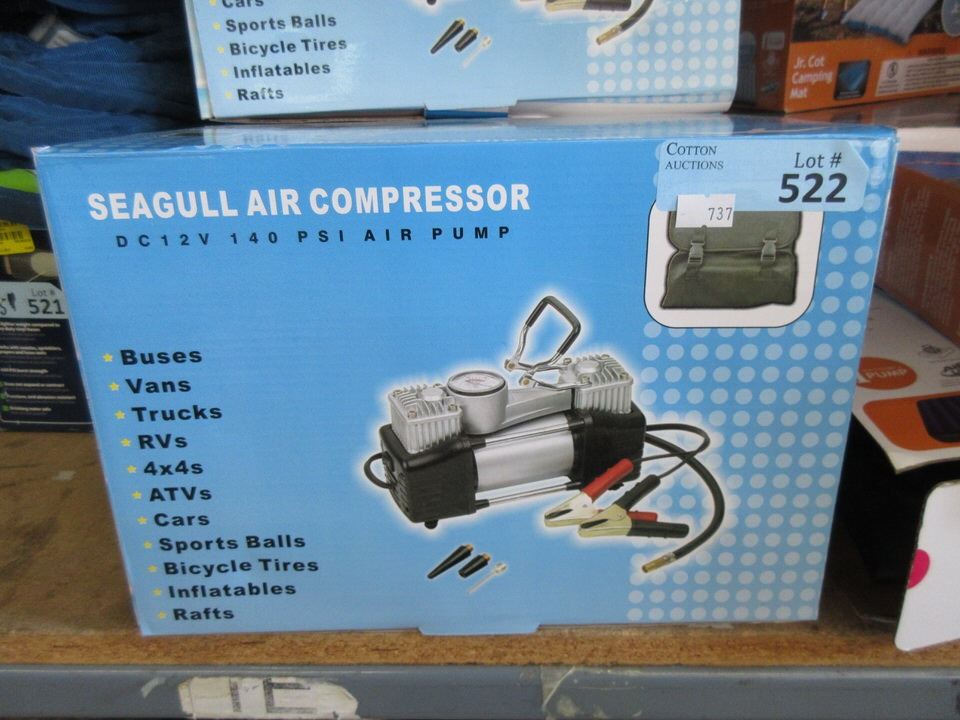 Cars
Sports Balls
Bicycle Tires
Inflatables
Rafts
Jr. Cot
Camping
Mat
COTTON
AUCTIONS
Lot #
522
737
SEAGULL AIR COMPRESSOR
DC12V 140 PSI AIR PUMP
Lot #
521
PUMP
Buses
Vans
Trucks
RVs
4x4s
ATVs
Cars
Sports Balls
Bicycle Tires
Inflatables
Rafts